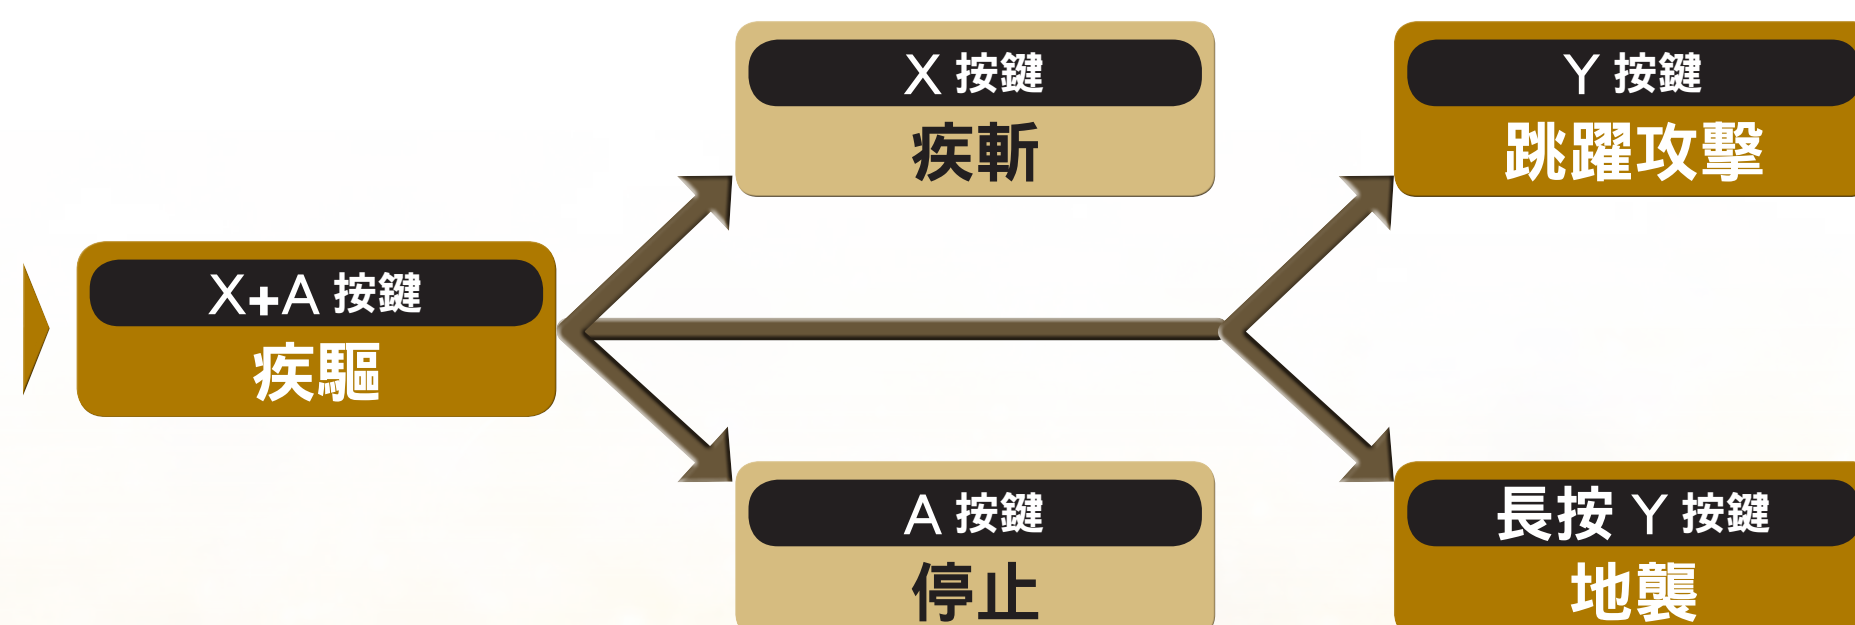 X+A 按鍵
疾驅
X 按鍵
疾斬
A 按鍵
停止
Y 按鍵
跳躍攻擊
長按 Y 按鍵
地襲